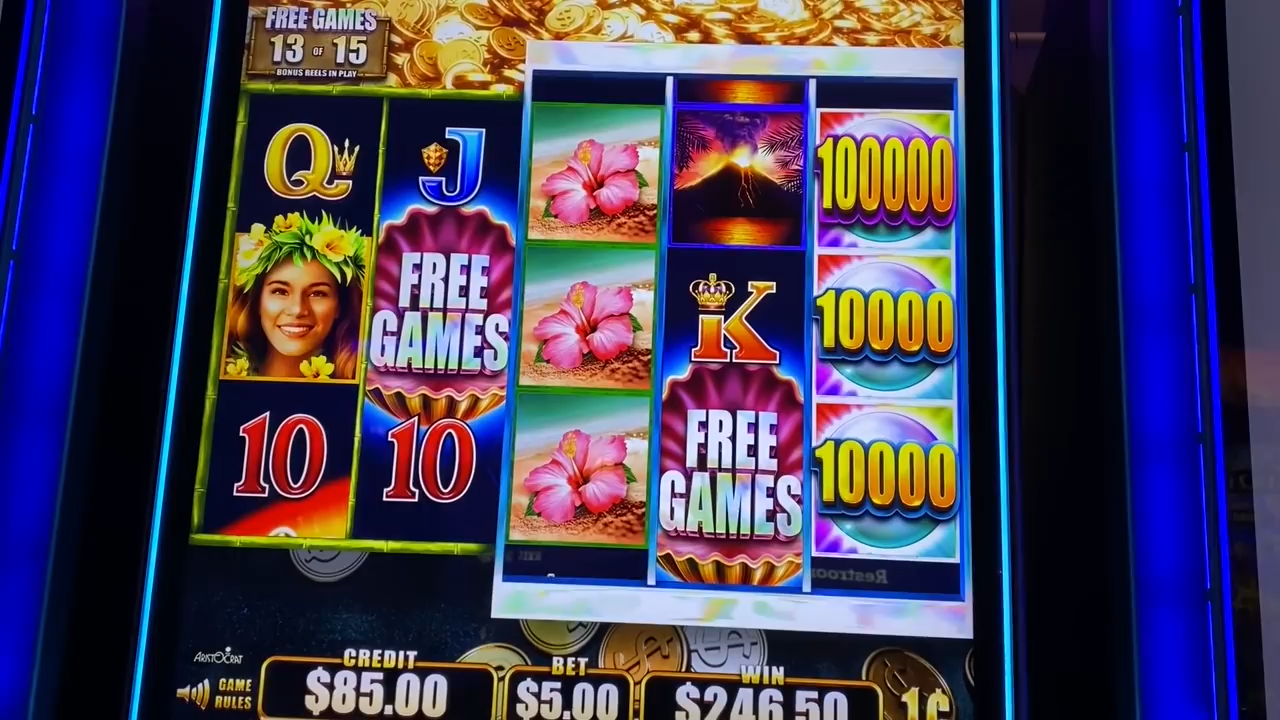 FREE GAMES
13 OF 15
BONUS REELS IN PLAY
Q
J
100000
FREE
GAMES
K
10000
10
10
FREE
GAMES
10000
ARISTOCRAT
GAME
RULES
CREDIT
$85.00
BET
$5.00
WIN
$246.50
1¢